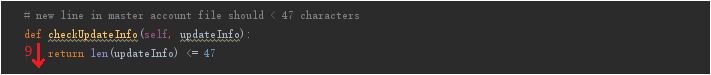 # new line in master account file should < 47 characters
def checkUpdateInfo(self, updateInfo):
9 return len(updateInfo) <= 47